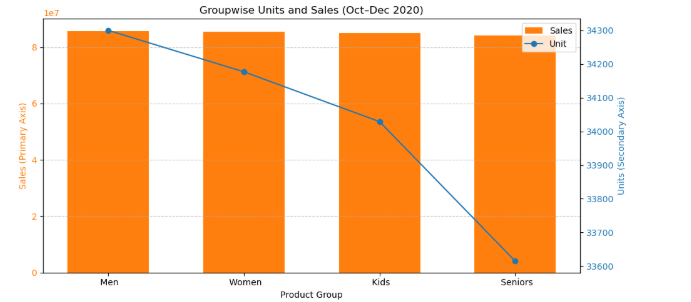 Groupwise Units and Sales (Oct–Dec 2020)
1e7
Sales
Unit
8
6
4
2
0
Sales (Primary Axis)
34300
34200
34100
34000
33900
33800
33700
33600
Units (Secondary Axis)
Men Women Kids Seniors
Product Group